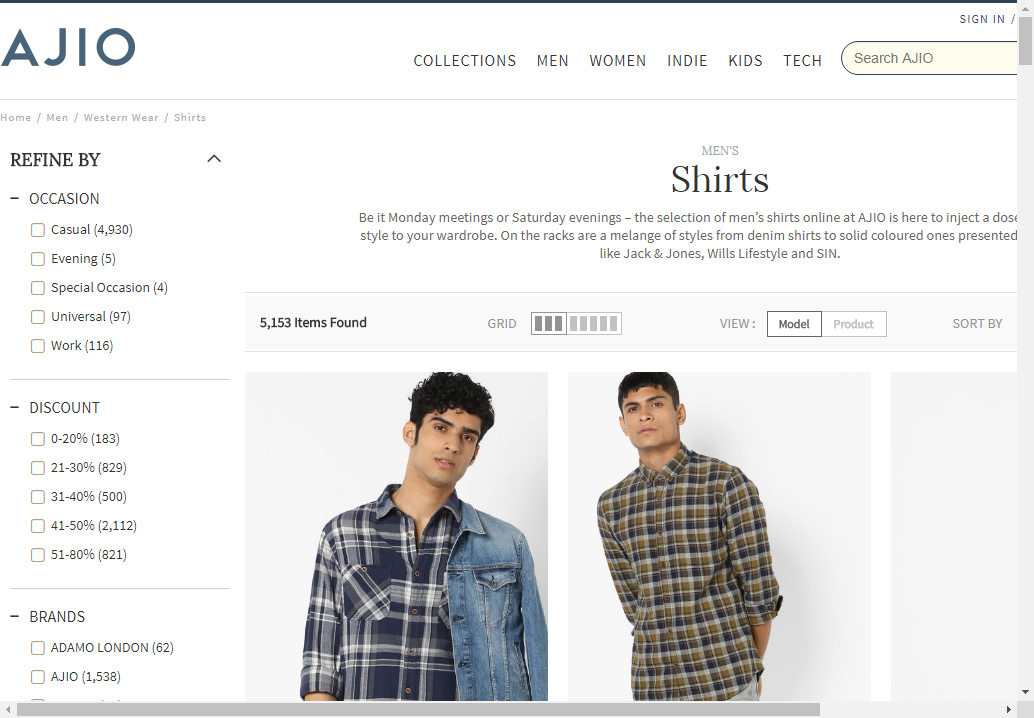 SIGN IN /
AJIO
COLLECTIONS MEN WOMEN INDIE KIDS TECH
Search AJIO
Home / Men / Western Wear / Shirts
REFINE BY
OCCASION
Casual (4,930)
Evening (5)
Special Occasion (4)
Universal (97)
Work (116)
DISCOUNT
0-20% (183)
21-30% (829)
31-40% (500)
41-50% (2,112)
51-80% (821)
BRANDS
ADAMO LONDON (62)
AJIO (1,538)
MEN'S
Shirts
Be it Monday meetings or Saturday evenings – the selection of men’s shirts online at AJIO is here to inject a dose
style to your wardrobe. On the racks are a melange of styles from denim shirts to solid coloured ones presented
like Jack & Jones, Wills Lifestyle and SIN.
5,153 Items Found GRID VIEW : Model Product SORT BY